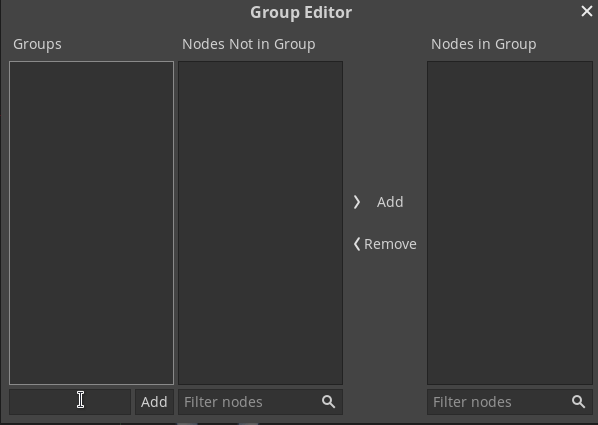 Group Editor
Groups
Nodes Not in Group
Nodes in Group
Add
Remove
Add
Filter nodes
Filter nodes